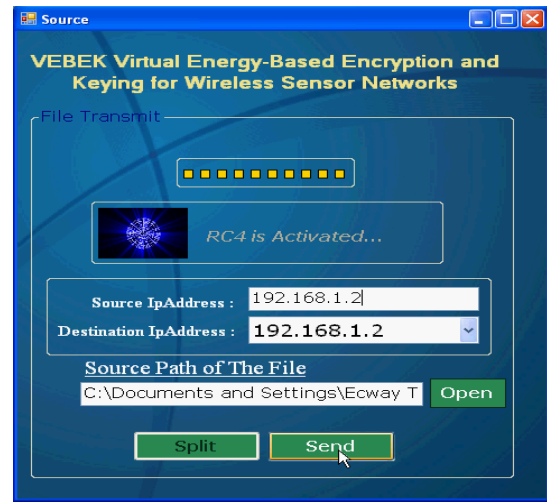 Source
VEBEK Virtual Energy-Based Encryption and
Keying for Wireless Sensor Networks
File Transmit
RC4 is Activated...
Source IpAddress : 192.168.1.2
Destination IpAddress : 192.168.1.2
Source Path of The File
C:\Documents and Settings\Ecway T Open
Split Send